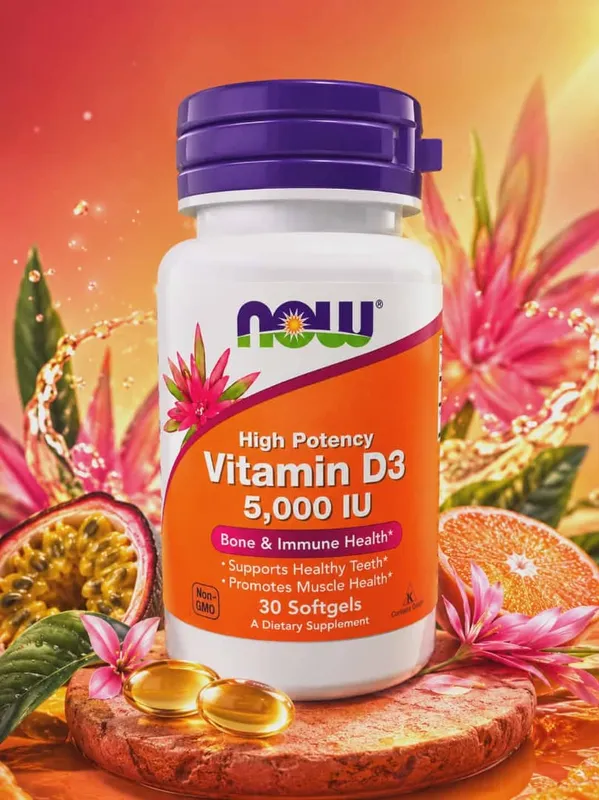 NOW®
High Potency
Vitamin D3
5,000 IU
Bone & Immune Health*
• Supports Healthy Teeth*
• Promotes Muscle Health*
Non-
GMO
30 Softgels
A Dietary Supplement
K